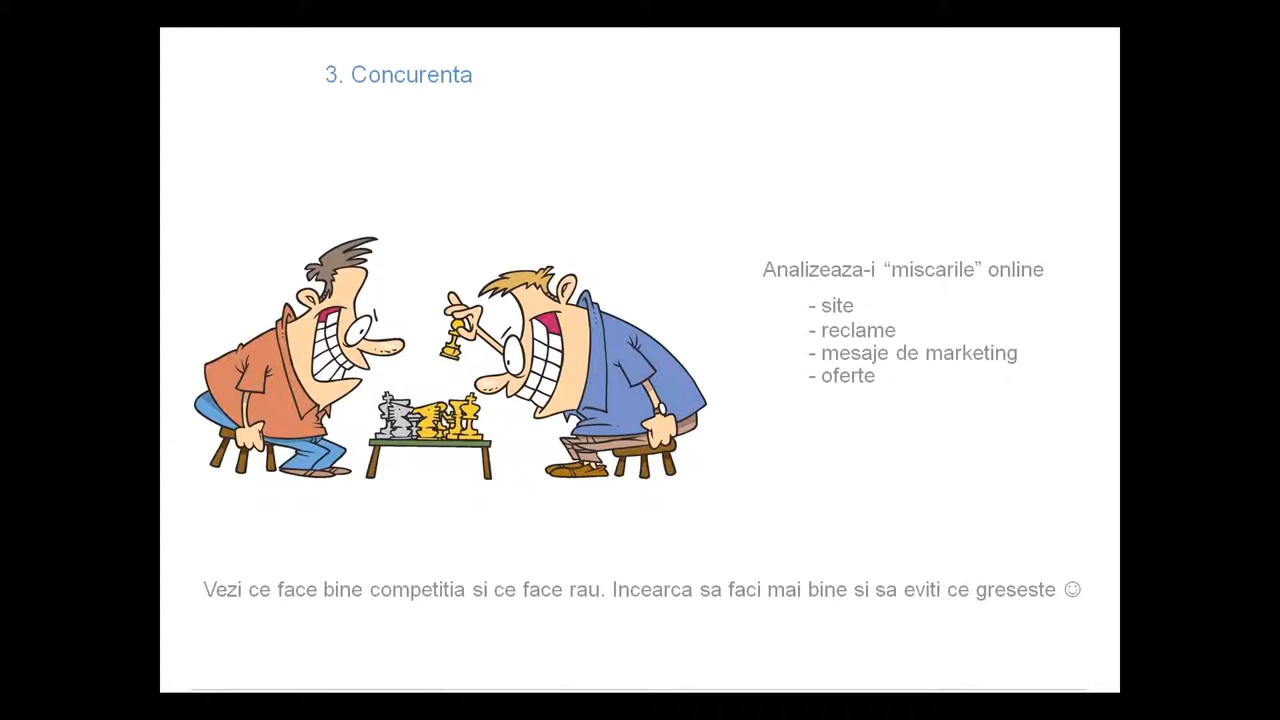 3. Concurenta
Analizeaza-i “miscarile” online
- site
- reclame
- mesaje de marketing
- oferte
Vezi ce face bine competitia si ce face rau. Incearca sa faci mai bine si sa eviti ce greseste ☺